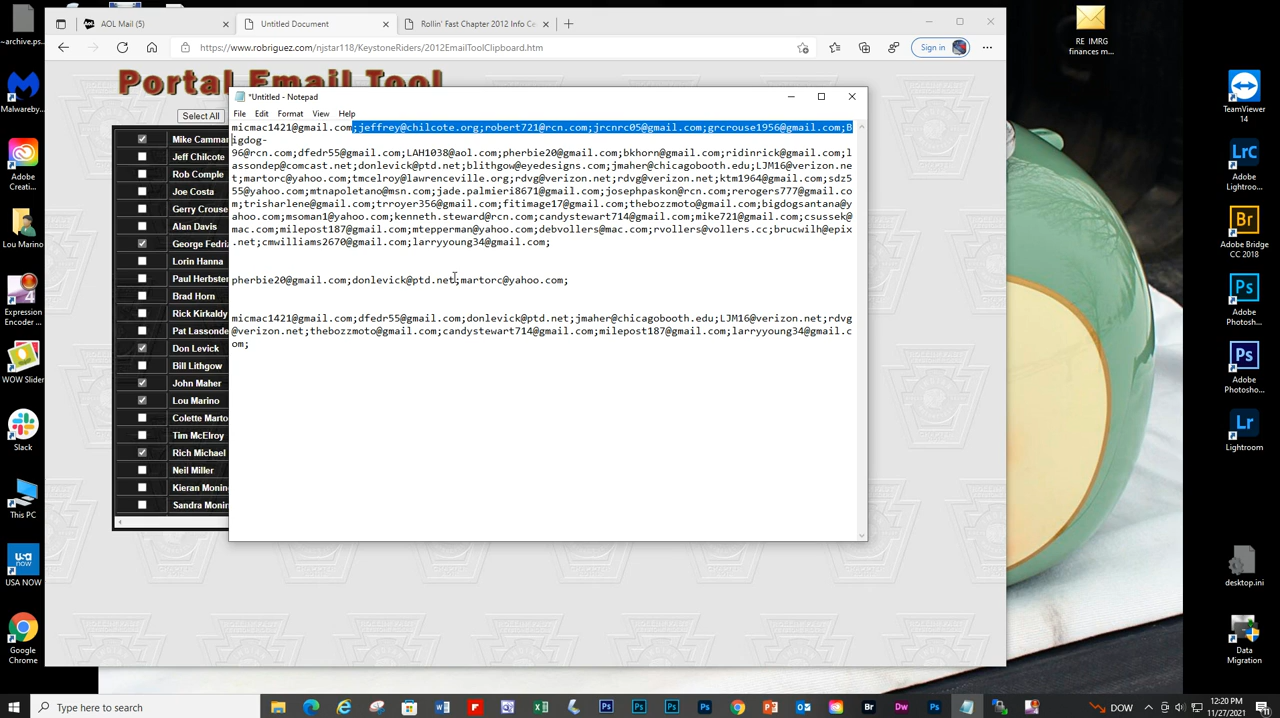 ~archive.ps...
Malwareby...
Adobe
Creati...
Lou Marino
Expression
Encoder ...
WOW Slider
Slack
This PC
USA NOW
Google
Chrome
AOL Mail (5)
Untitled Document
Rollin' Fast Chapter 2012 Info Ce
https://www.robriguez.com/njstar118/KeystoneRiders/2012EmailToolClipboard.htm
Sign in
Portal Email Tool
Select All
Mike Camma
Jeff Chilcote
Rob Comple
Joe Costa
Gerry Crouse
Alan Davis
George Fedri
Lorin Hanna
Paul Herbster
Brad Horn
Rick Kirkaldy
Pat Lassonde
Don Levick
Bill Lithgow
John Maher
Lou Marino
Colette Marto
Tim McElroy
Rich Michael
Neil Miller
Kieran Monin
Sandra Monin
*Untitled - Notepad
File Edit Format View Help
micmac1421@gmail.com;jeffrey@chilcote.org;robert721@rcn.com;jrcnrc05@gmail.com;grcrouse1956@gmail.com;B
igdog-
96@rcn.com;dfedr55@gmail.com;LAH1038@aol.com;pherbie20@gmail.com;bkhorn@gmail.com;ridinrick@gmail.com;l
assondep@comcast.net;donlevick@ptd.net;blithgow@eyedesigns.com;jmaher@chicagobooth.edu;LJM16@verizon.ne
t;martorc@yahoo.com;tmcelroy@lawrenceville.org;rdvg@verizon.net;rdvg@verizon.net;ktm1964@gmail.com;sdz5
55@yahoo.com;mtnapoletano@msn.com;jade.palmieri8671@gmail.com;josephpaskon@rcn.com;rerogers777@gmail.co
m;trisharlene@gmail.com;trroyer356@gmail.com;fitimage17@gmail.com;thebozzmoto@gmail.com;bigdogsantana@y
ahoo.com;msoman1@yahoo.com;kenneth.steward@rcn.com;candystewart714@gmail.com;mike721@gmail.com;csussek@
mac.com;milepost187@gmail.com;mtepperman@yahoo.com;debvollers@mac.com;rvollers@vollers.cc;brucwilh@epix
.net;cmwilliams2670@gmail.com;larryyoung34@gmail.com;
pherbie20@gmail.com;donlevick@ptd.net;martorc@yahoo.com;
micmac1421@gmail.com;dfedr55@gmail.com;donlevick@ptd.net;jmaher@chicagobooth.edu;LJM16@verizon.net;rdvg
@verizon.net;thebozzmoto@gmail.com;candystewart714@gmail.com;milepost187@gmail.com;larryyoung34@gmail.c
om;
RE IMRG
finances m...
TeamViewer
14
LrC
Adobe
Lightroo...
Br
Adobe Bridge
CC 2018
Ps
Adobe
Photosh...
Ps
Adobe
Photosh...
Lr
Lightroom
desktop.ini
Data
Migration
Type here to search
DOW
12:20 PM
11/27/2021